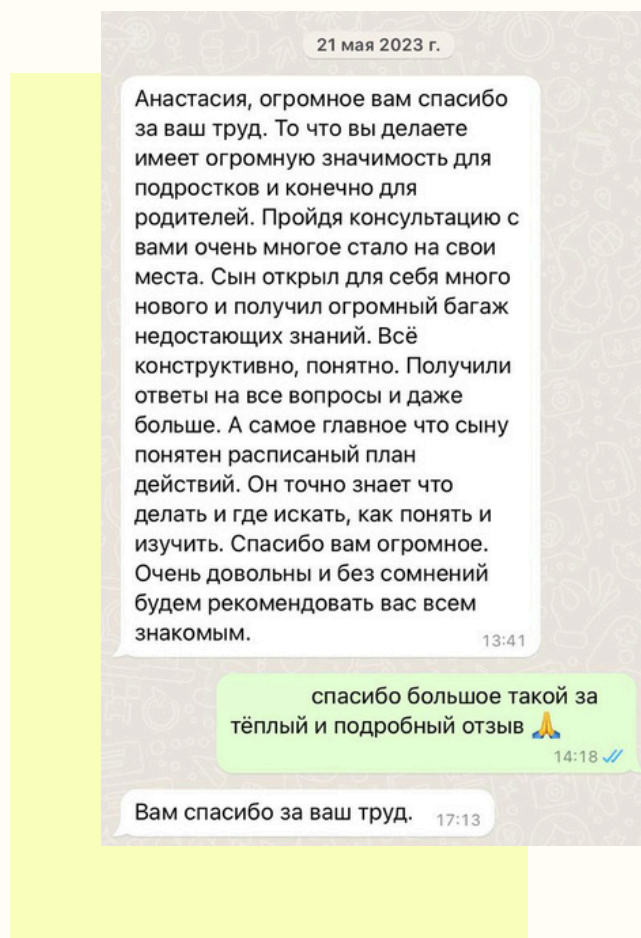 21 мая 2023 г.
Анастасия, огромное вам спасибо
за ваш труд. То что вы делаете
имеет огромную значимость для
подростков и конечно для
родителей. Пройдя консультацию с
вами очень многое стало на свои
места. Сын открыл для себя много
нового и получил огромный багаж
недостающих знаний. Всё
конструктивно, понятно. Получили
ответы на все вопросы и даже
больше. А самое главное что сыну
понятен расписаный план
действий. Он точно знает что
делать и где искать, как понять и
изучить. Спасибо вам огромное.
Очень довольны и без сомнений
будем рекомендовать вас всем
знакомым.
13:41
спасибо большое такой за
тёплый и подробный отзыв 🙏
14:18
Вам спасибо за ваш труд.
17:13